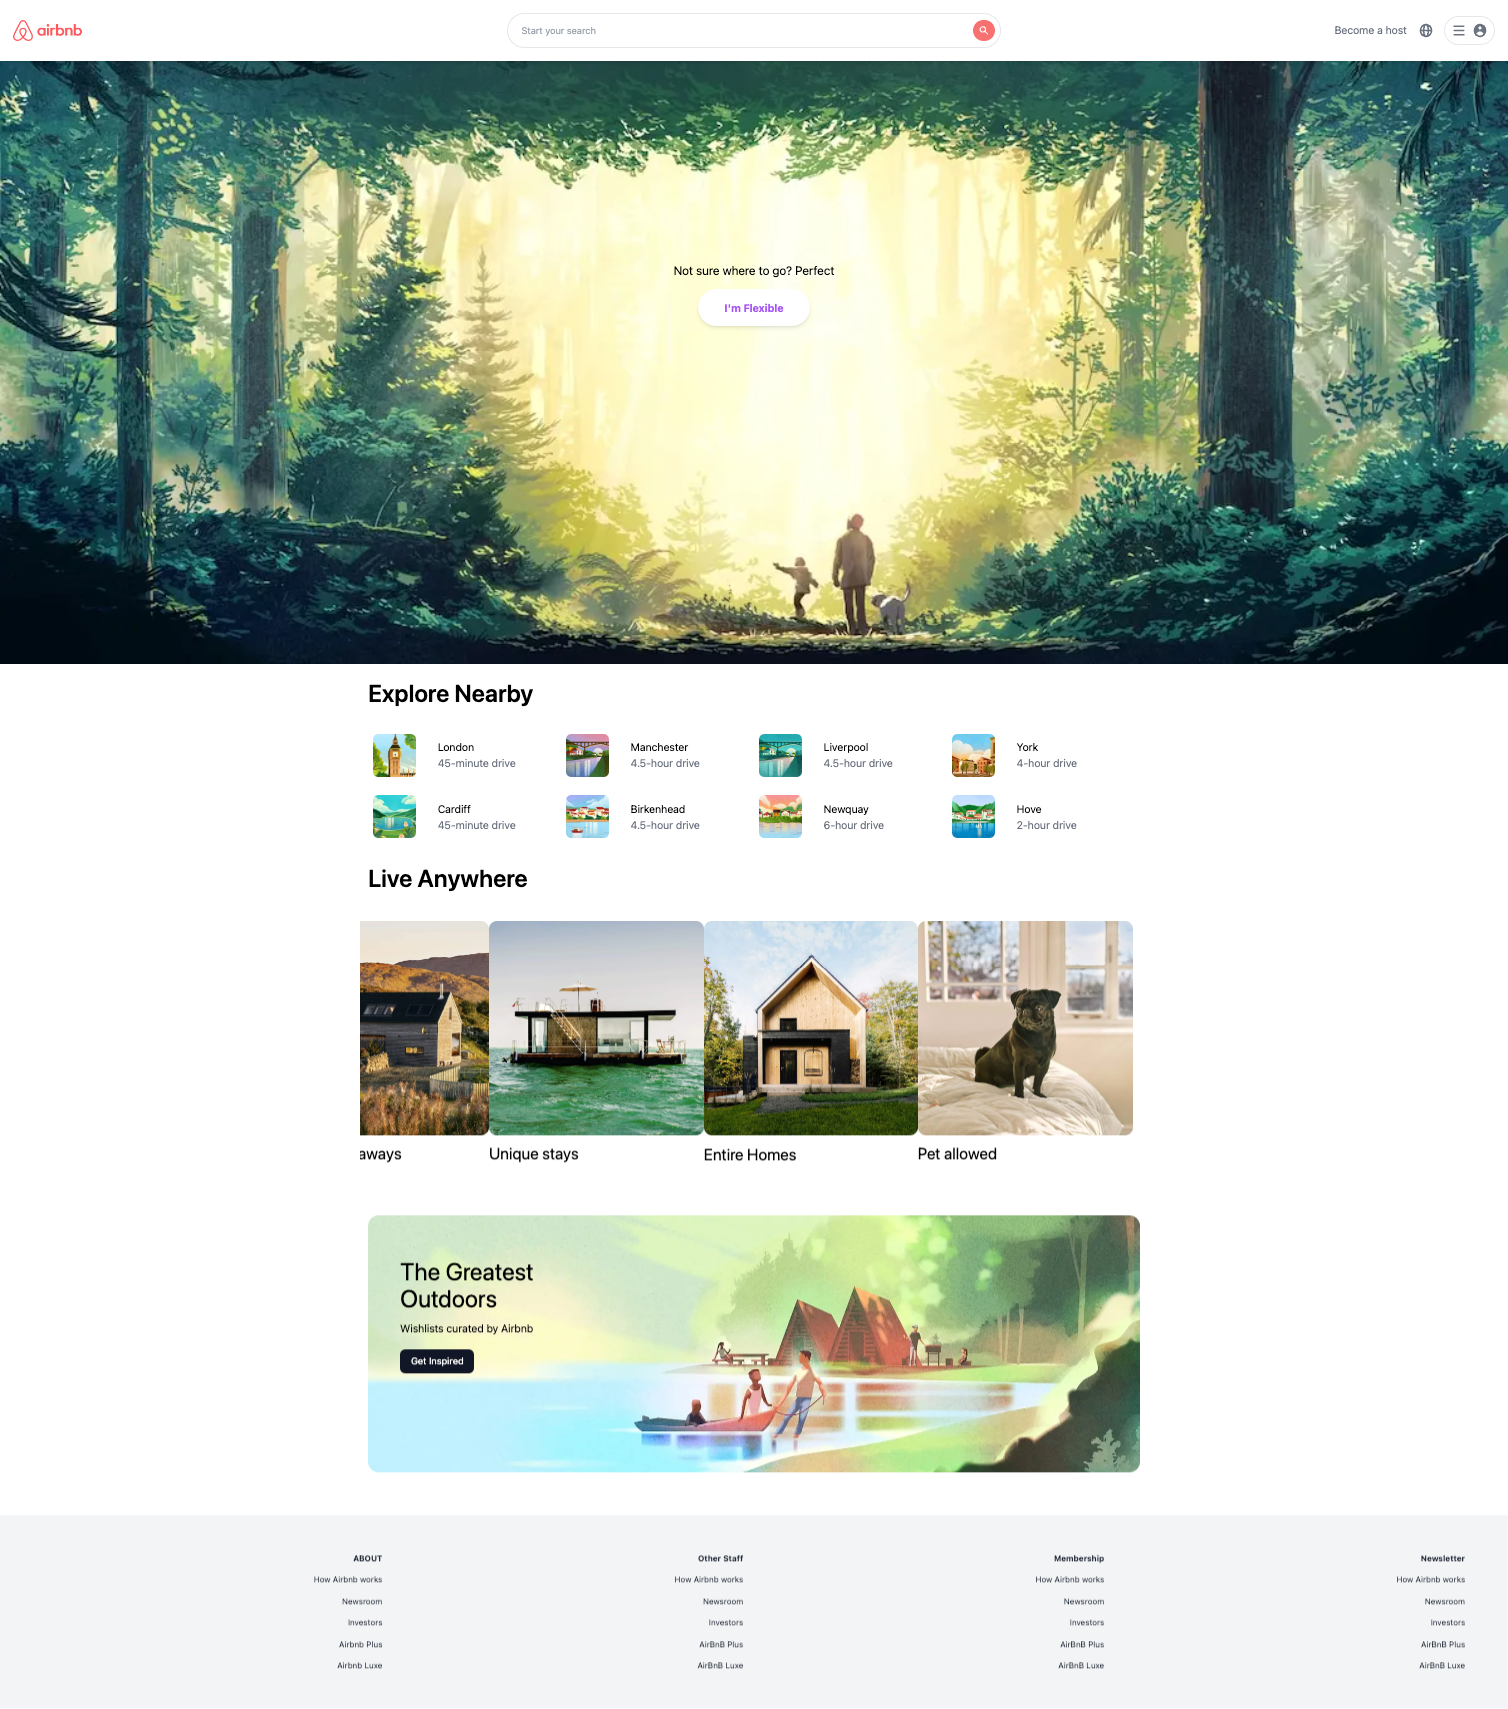 airbnb
Start your search
Become a host
Not sure where to go? Perfect
I'm Flexible
Explore Nearby
London
45-minute drive
Manchester
4.5-hour drive
Liverpool
4.5-hour drive
York
4-hour drive
Cardiff
45-minute drive
Birkenhead
4.5-hour drive
Newquay
6-hour drive
Hove
2-hour drive
Live Anywhere
aways
Unique stays
Entire Homes
Pet allowed
The Greatest
Outdoors
Wishlists curated by Airbnb
Get Inspired
ABOUT
How Airbnb works
Newsroom
Investors
Airbnb Plus
Airbnb Luxe
Other Staff
How Airbnb works
Newsroom
Investors
AirBnB Plus
AirBnB Luxe
Membership
How Airbnb works
Newsroom
Investors
AirBnB Plus
AirBnB Luxe
Newsletter
How Airbnb works
Newsroom
Investors
AirBnB Plus
AirBnB Luxe